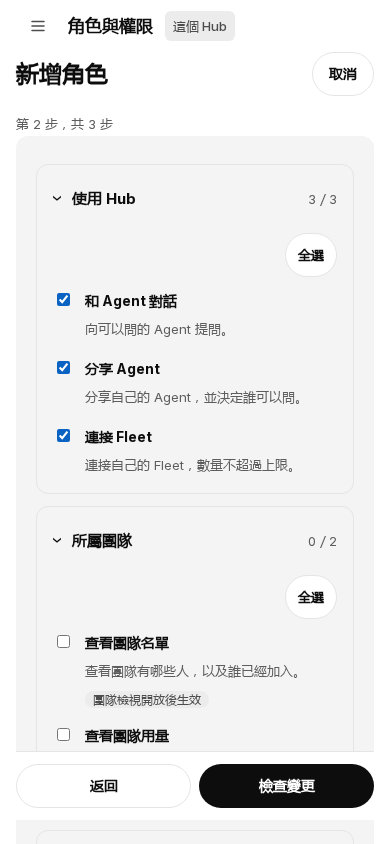 角色與權限
這個 Hub
新增角色
取消
第 2 步，共 3 步
使用 Hub
3 / 3
全選
和 Agent 對話
向可以問的 Agent 提問。
分享 Agent
分享自己的 Agent，並決定誰可以問。
連接 Fleet
連接自己的 Fleet，數量不超過上限。
所屬團隊
0 / 2
全選
查看團隊名單
查看團隊有哪些人，以及誰已經加入。
團隊檢視開放後生效
查看團隊用量
返回
檢查變更